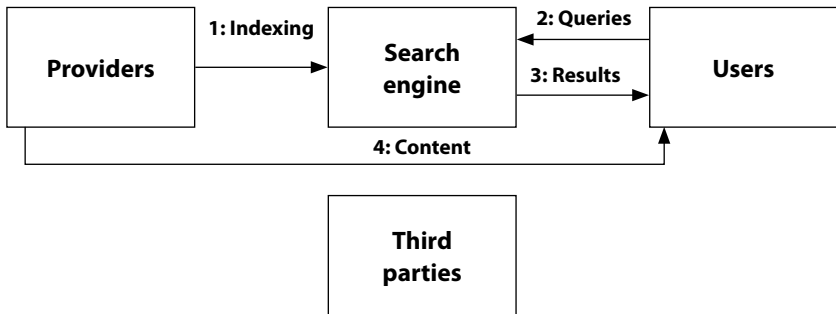 Providers
1: Indexing
Search
engine
2: Queries
3: Results
Users
4: Content
Third
parties